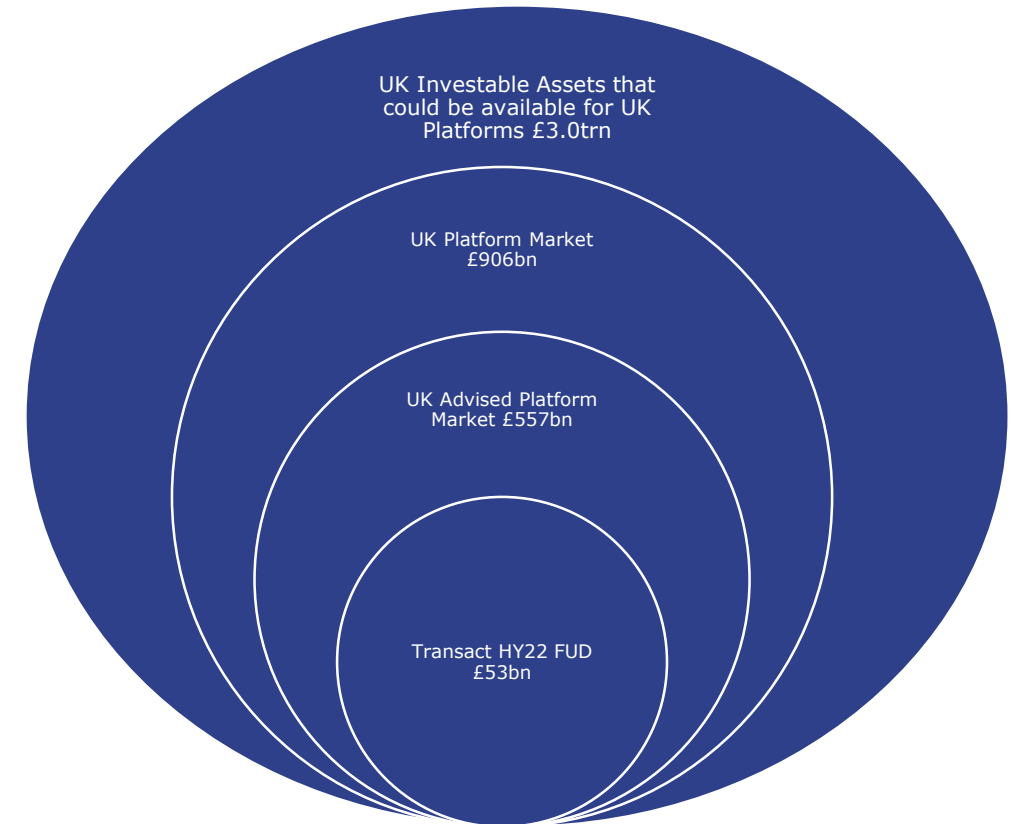 UK Investable Assets that
could be available for UK
Platforms £3.0trn
UK Platform Market
£906bn
UK Advised Platform
Market £557bn
Transact HY22 FUD
£53bn